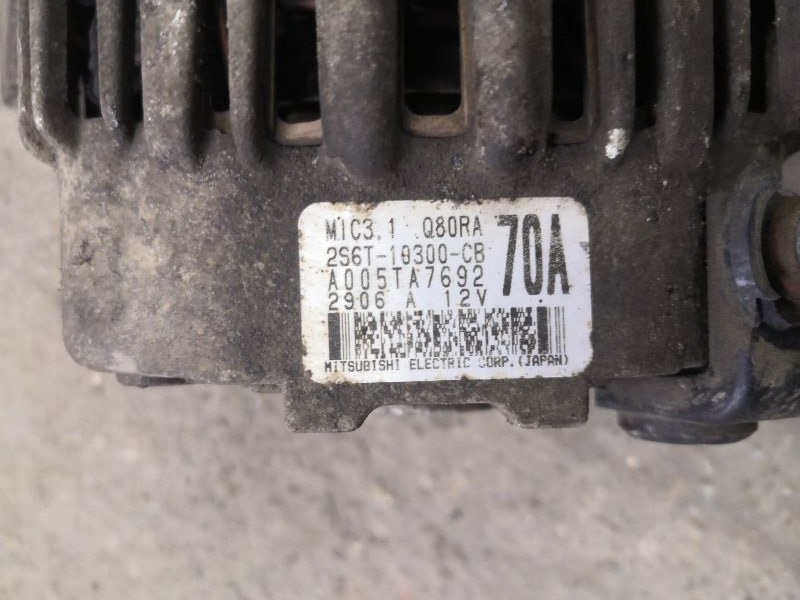 MIC3.1 Q80RA
70A
2S6T-10300-CB
A005TA7692
2906 A 12V
MITSUBISHI ELECTRIC CORP.(JAPAN)